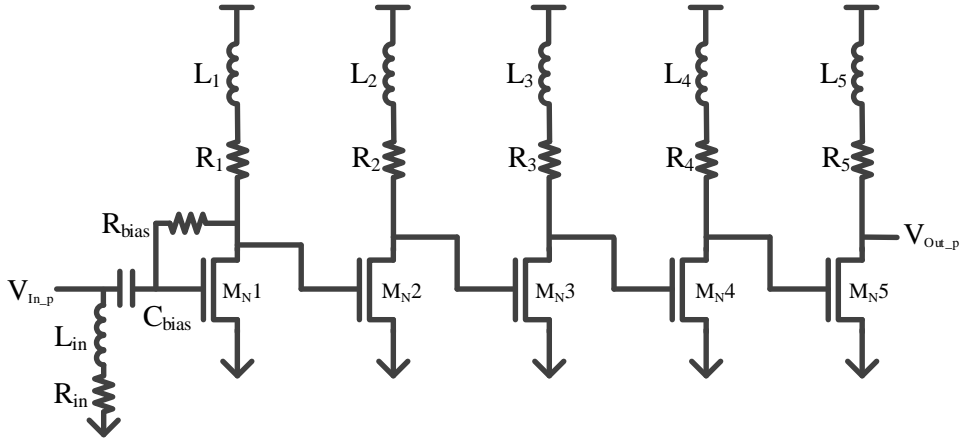 L1 L2 L3 L4 L5
R1 R2 R3 R4 R5
Rbias
VOut_p
VIn_p MN1 MN2 MN3 MN4 MN5
Cbias
Lin
Rin